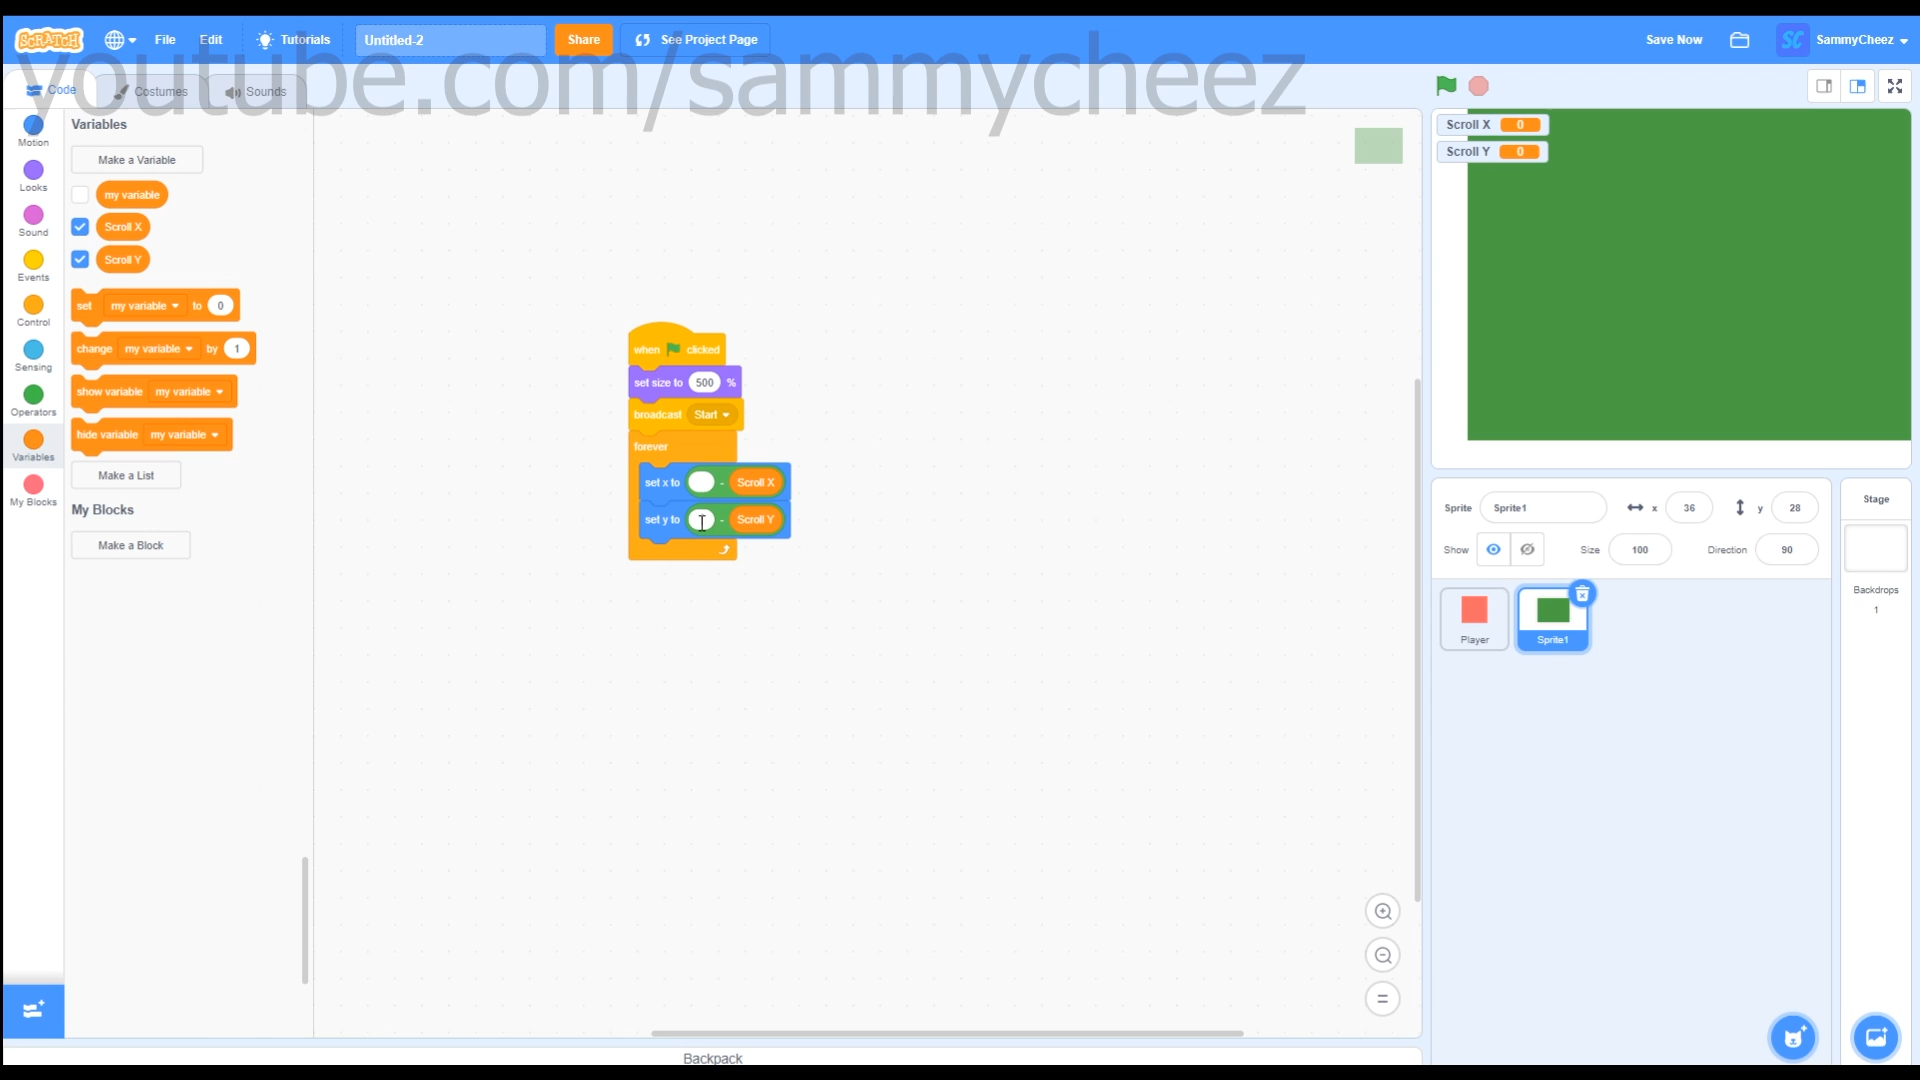 SCRATCH File Edit Tutorials Untitled-2 Share See Project Page Save Now SC SammyCheez
youtube.com/sammycheez
Code Costumes Sounds
Motion
Looks
Sound
Events
Control
Sensing
Operators
Variables
My Blocks
Variables
Make a Variable
my variable
Scroll X
Scroll Y
set my variable to 0
change my variable by 1
show variable my variable
hide variable my variable
Make a List
My Blocks
Make a Block
when clicked
set size to 500 %
broadcast Start
forever
set x to - Scroll X
set y to - Scroll Y
Backpack
Scroll X 0
Scroll Y 0
Sprite Sprite1 x 36 y 28
Show Size 100 Direction 90
Player
Sprite1
Stage
Backdrops
1